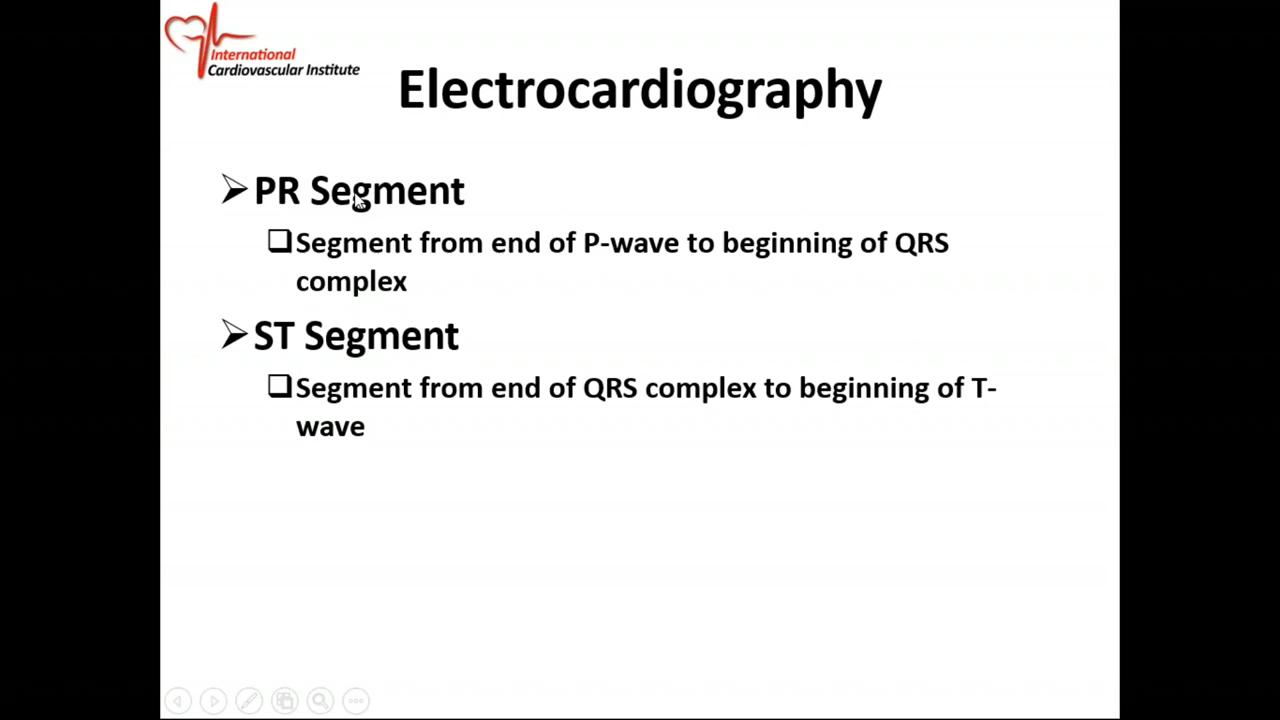 International
Cardiovascular Institute
Electrocardiography
PR Segment
Segment from end of P-wave to beginning of QRS
complex
ST Segment
Segment from end of QRS complex to beginning of T-
wave